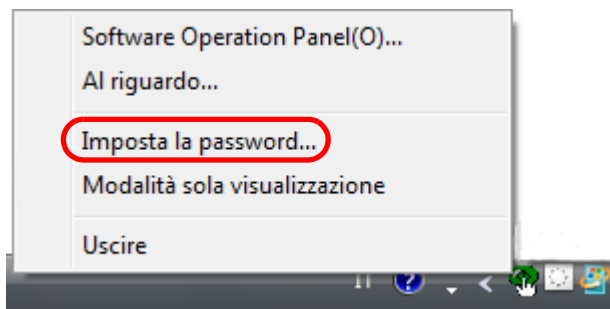 Software Operation Panel(O)...
Al riguardo...
Imposta la password...
Modalità sola visualizzazione
Uscire
?
<